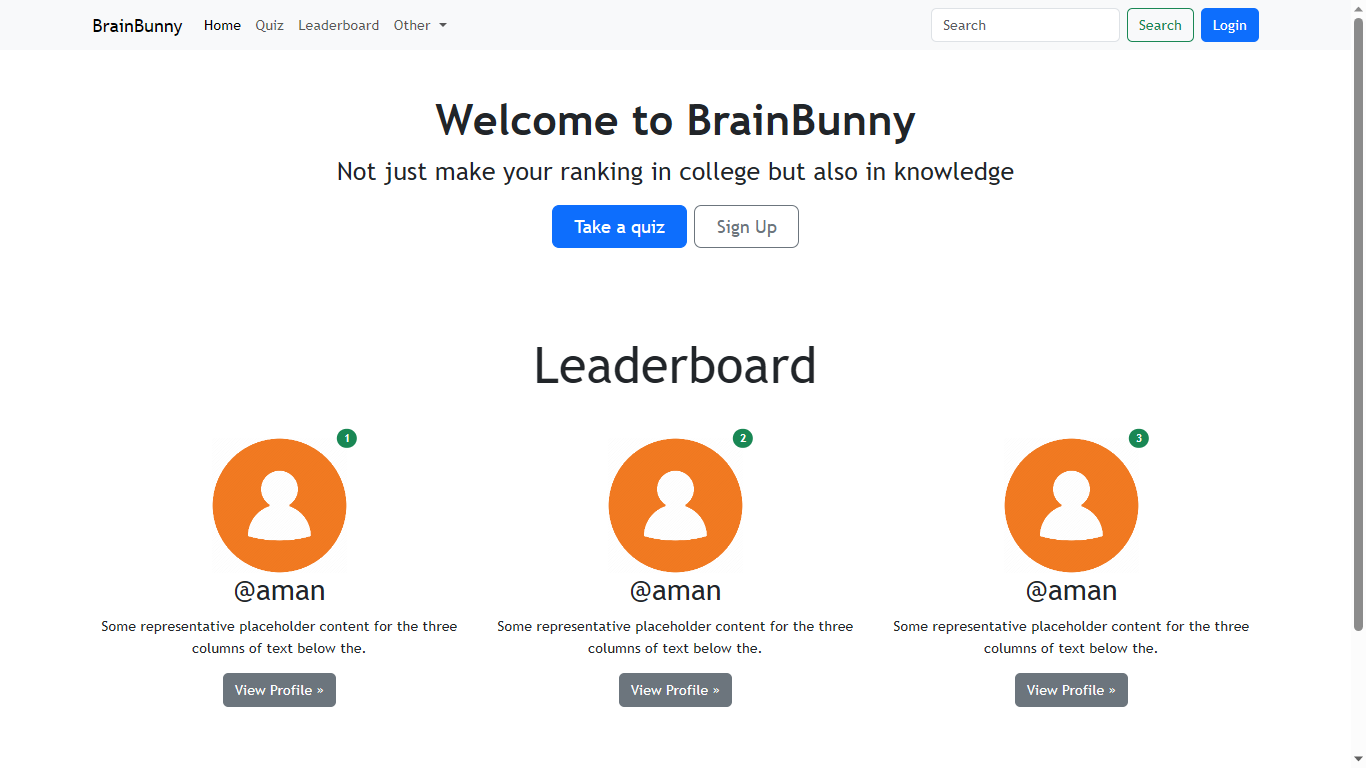 BrainBunny Home Quiz Leaderboard Other Search Search Login
Welcome to BrainBunny
Not just make your ranking in college but also in knowledge
Take a quiz Sign Up
Leaderboard
1 2 3
@aman @aman @aman
Some representative placeholder content for the three Some representative placeholder content for the three Some representative placeholder content for the three
columns of text below the. columns of text below the. columns of text below the.
View Profile » View Profile » View Profile »